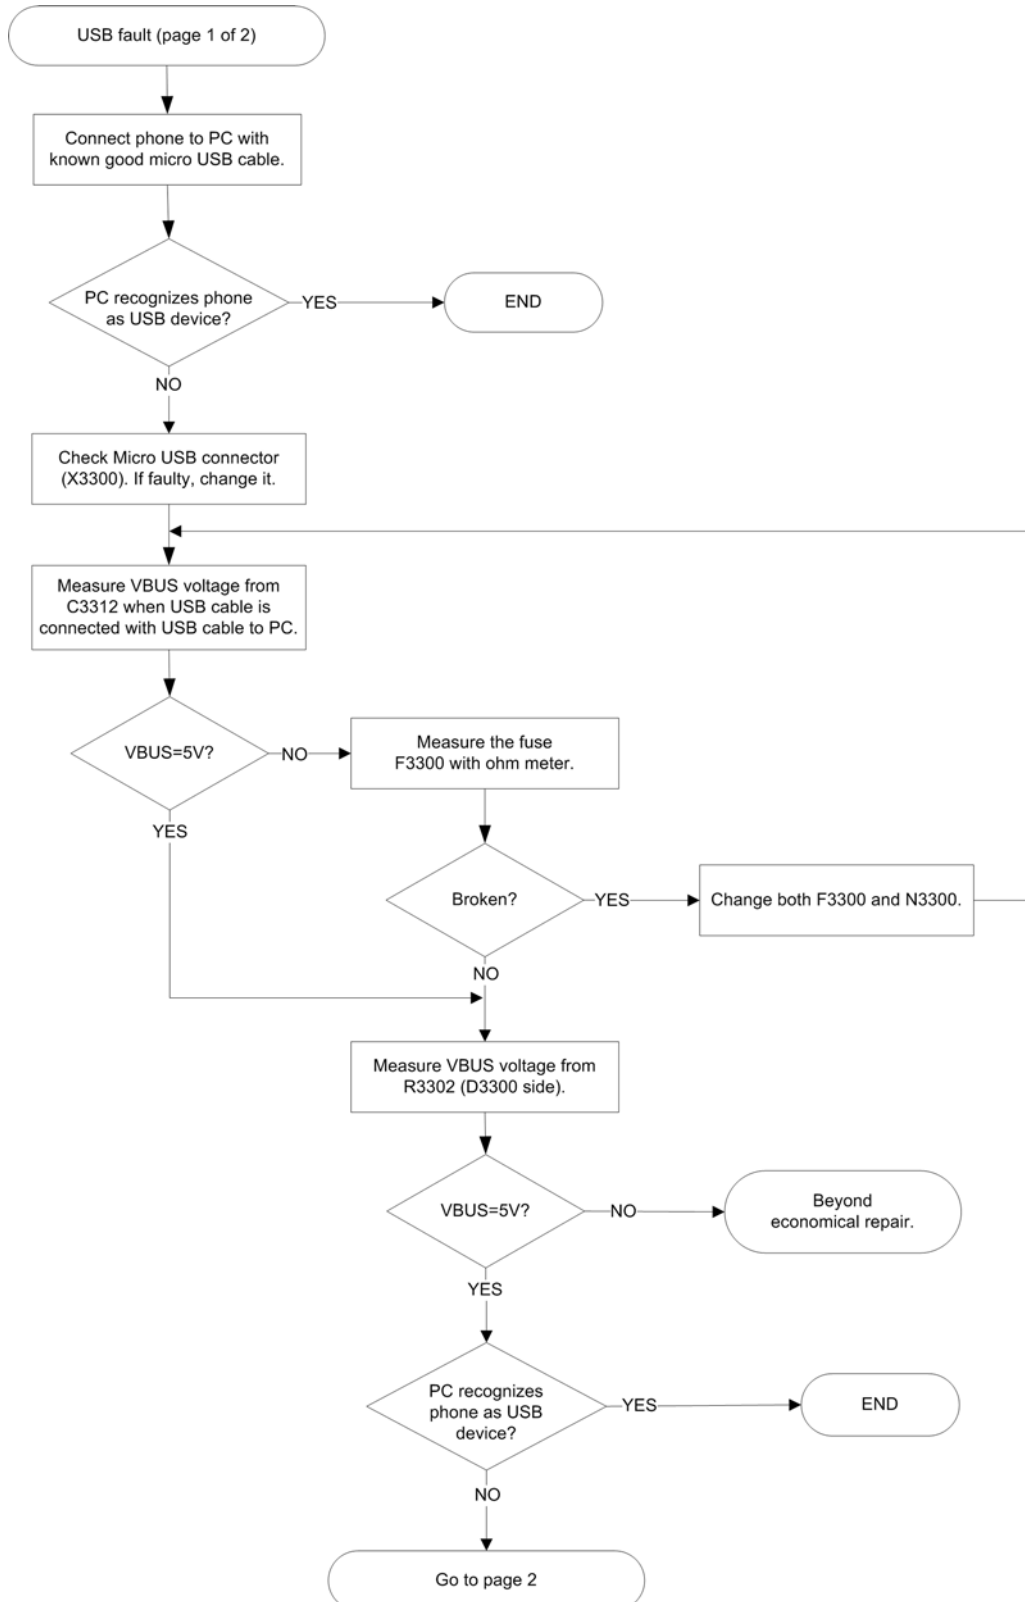 USB fault (page 1 of 2)
Connect phone to PC with
known good micro USB cable.
PC recognizes phone
as USB device?
YES
END
NO
Check Micro USB connector
(X3300). If faulty, change it.
Measure VBUS voltage from
C3312 when USB cable is
connected with USB cable to PC.
VBUS=5V?
NO
Measure the fuse
F3300 with ohm meter.
YES
Broken?
YES
Change both F3300 and N3300.
NO
Measure VBUS voltage from
R3302 (D3300 side).
VBUS=5V?
NO
Beyond
economical repair.
YES
PC recognizes
phone as USB
device?
YES
END
NO
Go to page 2